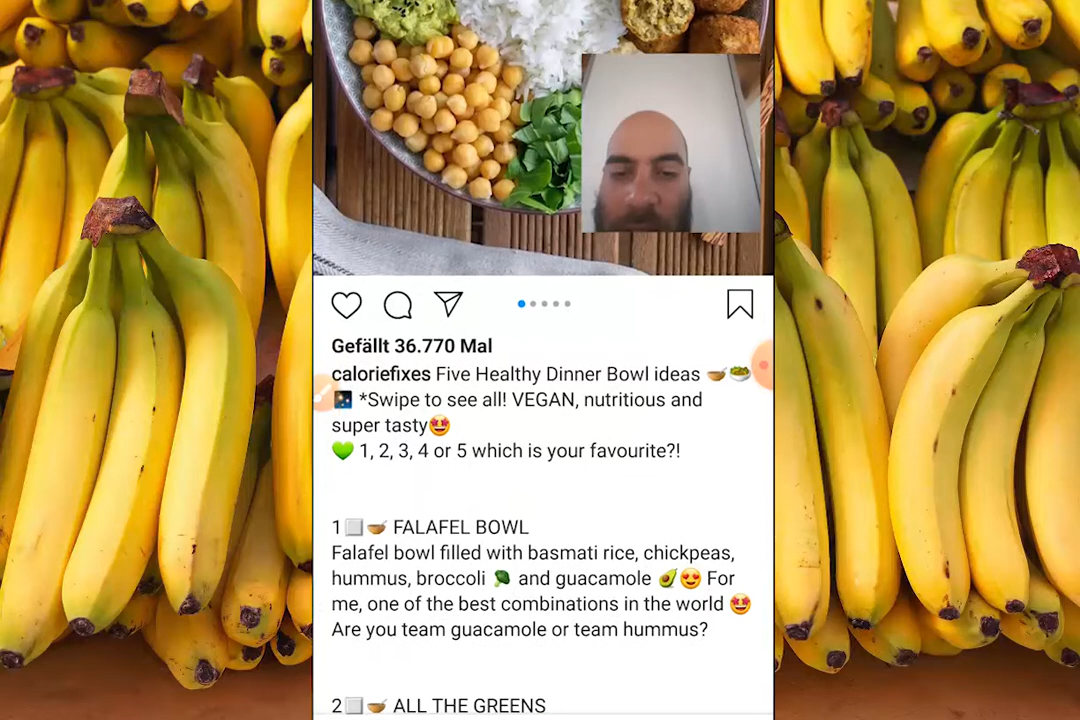 Gefällt 36.770 Mal
caloriefixes Five Healthy Dinner Bowl ideas 🥣🥗
🎇 *Swipe to see all! VEGAN, nutritious and
super tasty🤩
💚 1, 2, 3, 4 or 5 which is your favourite?!
1⬜🥣 FALAFEL BOWL
Falafel bowl filled with basmati rice, chickpeas,
hummus, broccoli 🥦 and guacamole 🥑😍 For
me, one of the best combinations in the world 🤩
Are you team guacamole or team hummus?
2⬜🥣 ALL THE GREENS